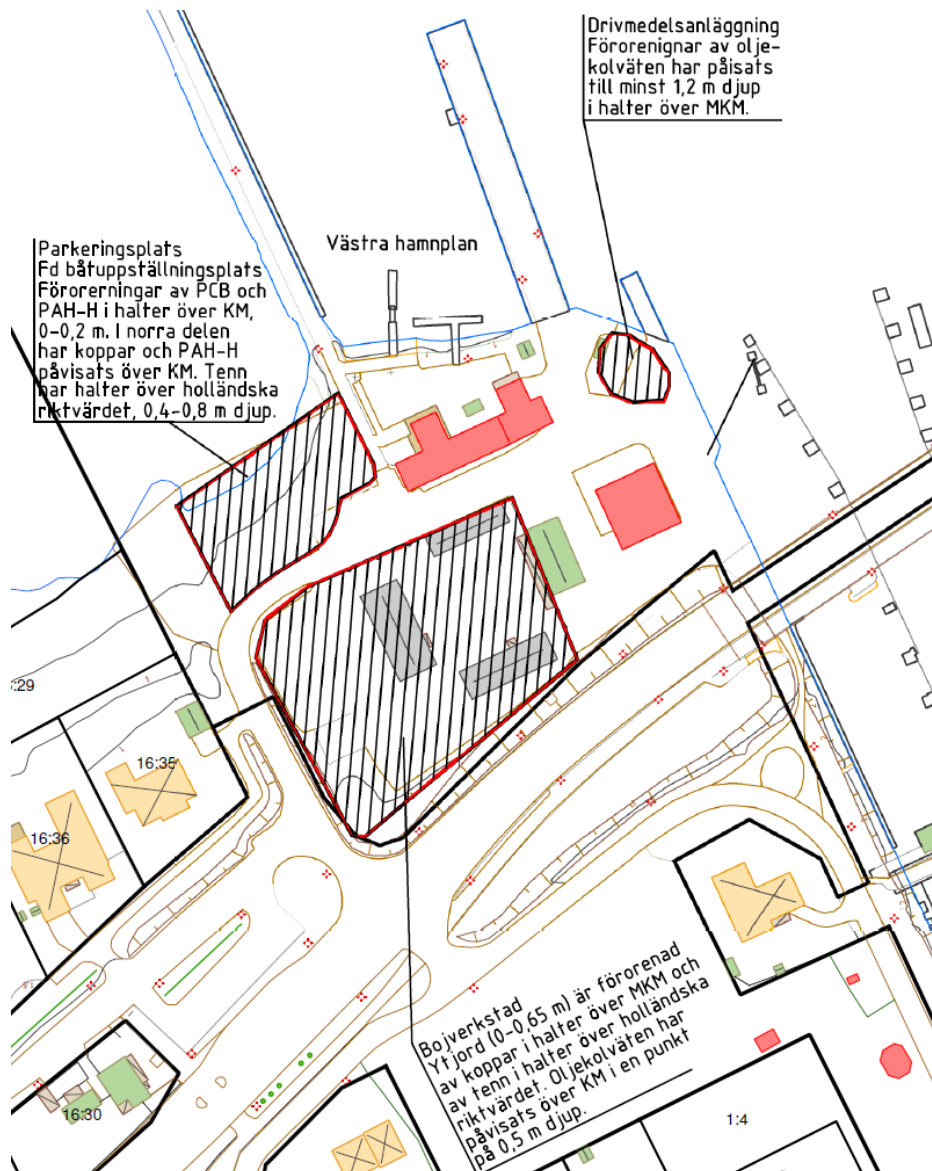 Drivmedelsanläggning
Förorenignar av olje-
kolväten har påisats
till minst 1,2 m djup
i halter över MKM.
Västra hamnplan
Parkeringsplats
Fd båtuppställningsplats
Förorerningar av PCB och
PAH-H i halter över KM,
0-0,2 m. I norra delen
har koppar och PAH-H
påvisats över KM. Tenn
har halter över holländska
riktvärdet, 0,4-0,8 m djup.
:29
16:35
16:36
Bojverkstad
Ytjord (0-0,65 m) är förorenad
av koppar i halter över MKM och
av tenn i halter över holländska
riktvärdet. Oljekolväten har
påvisats över KM i en punkt
på 0,5 m djup.
16:30
1:4